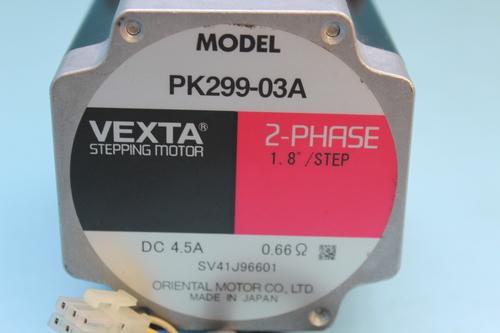 MODEL
PK299-03A
VEXTA®
STEPPING MOTOR
2-PHASE
1.8°/STEP
DC 4.5A 0.66Ω
SV41J96601
ORIENTAL MOTOR CO., LTD.
MADE IN JAPAN